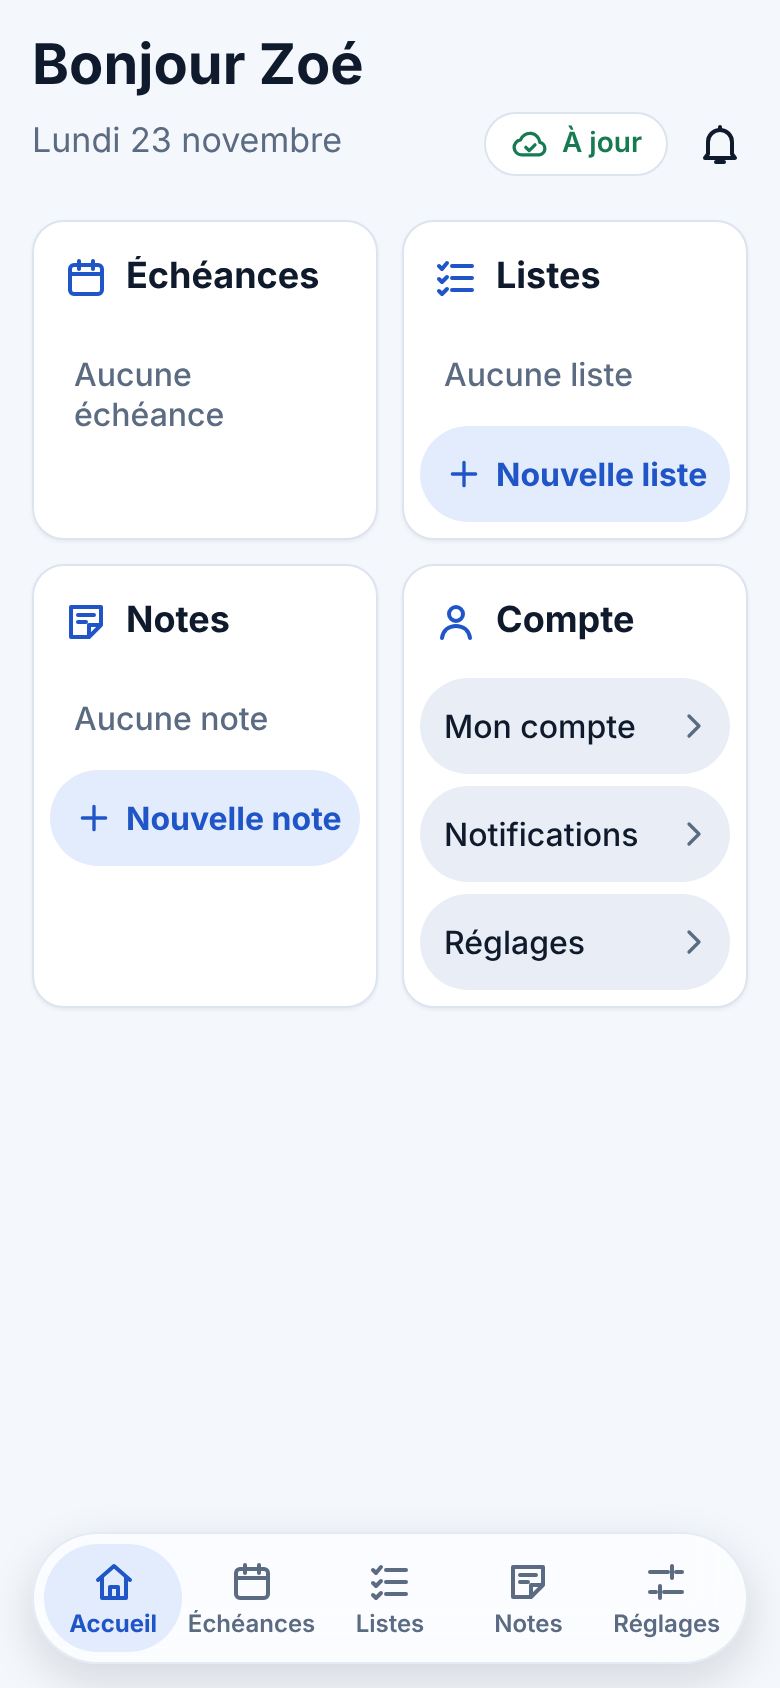 Bonjour Zoé
Lundi 23 novembre
À jour
Échéances
Aucune
échéance
Listes
Aucune liste
Nouvelle liste
Notes
Aucune note
Nouvelle note
Compte
Mon compte
Notifications
Réglages
Accueil
Échéances
Listes
Notes
Réglages